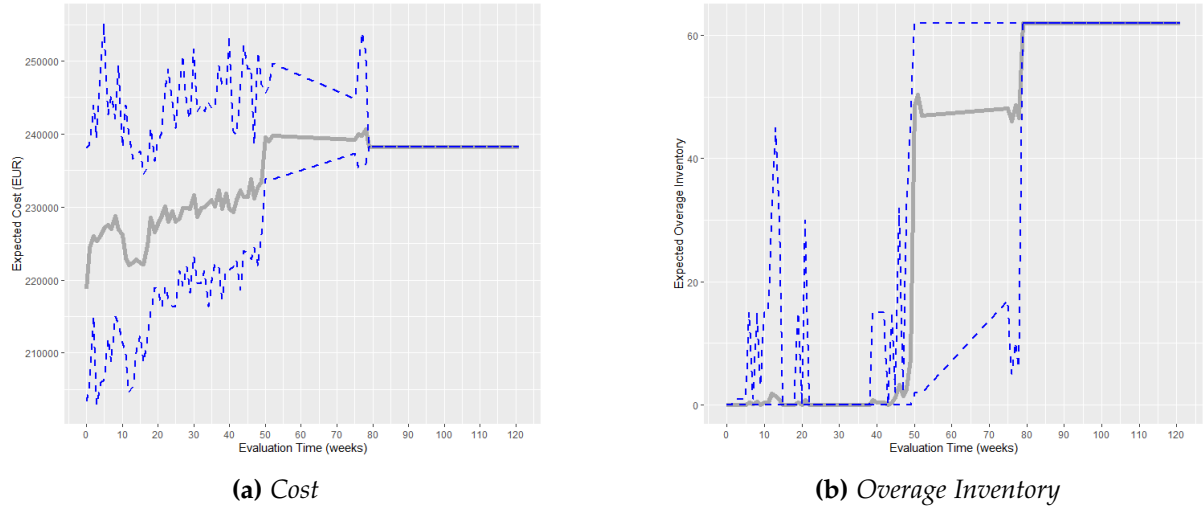 Expected Cost (EUR)
250000
240000
230000
220000
210000
0 10 20 30 40 50 60 70 80 90 100 110 120
Evaluation Time (weeks)
(a) Cost
Expected Overage Inventory
60
40
20
0
0 10 20 30 40 50 60 70 80 90 100 110 120
Evaluation Time (weeks)
(b) Overage Inventory